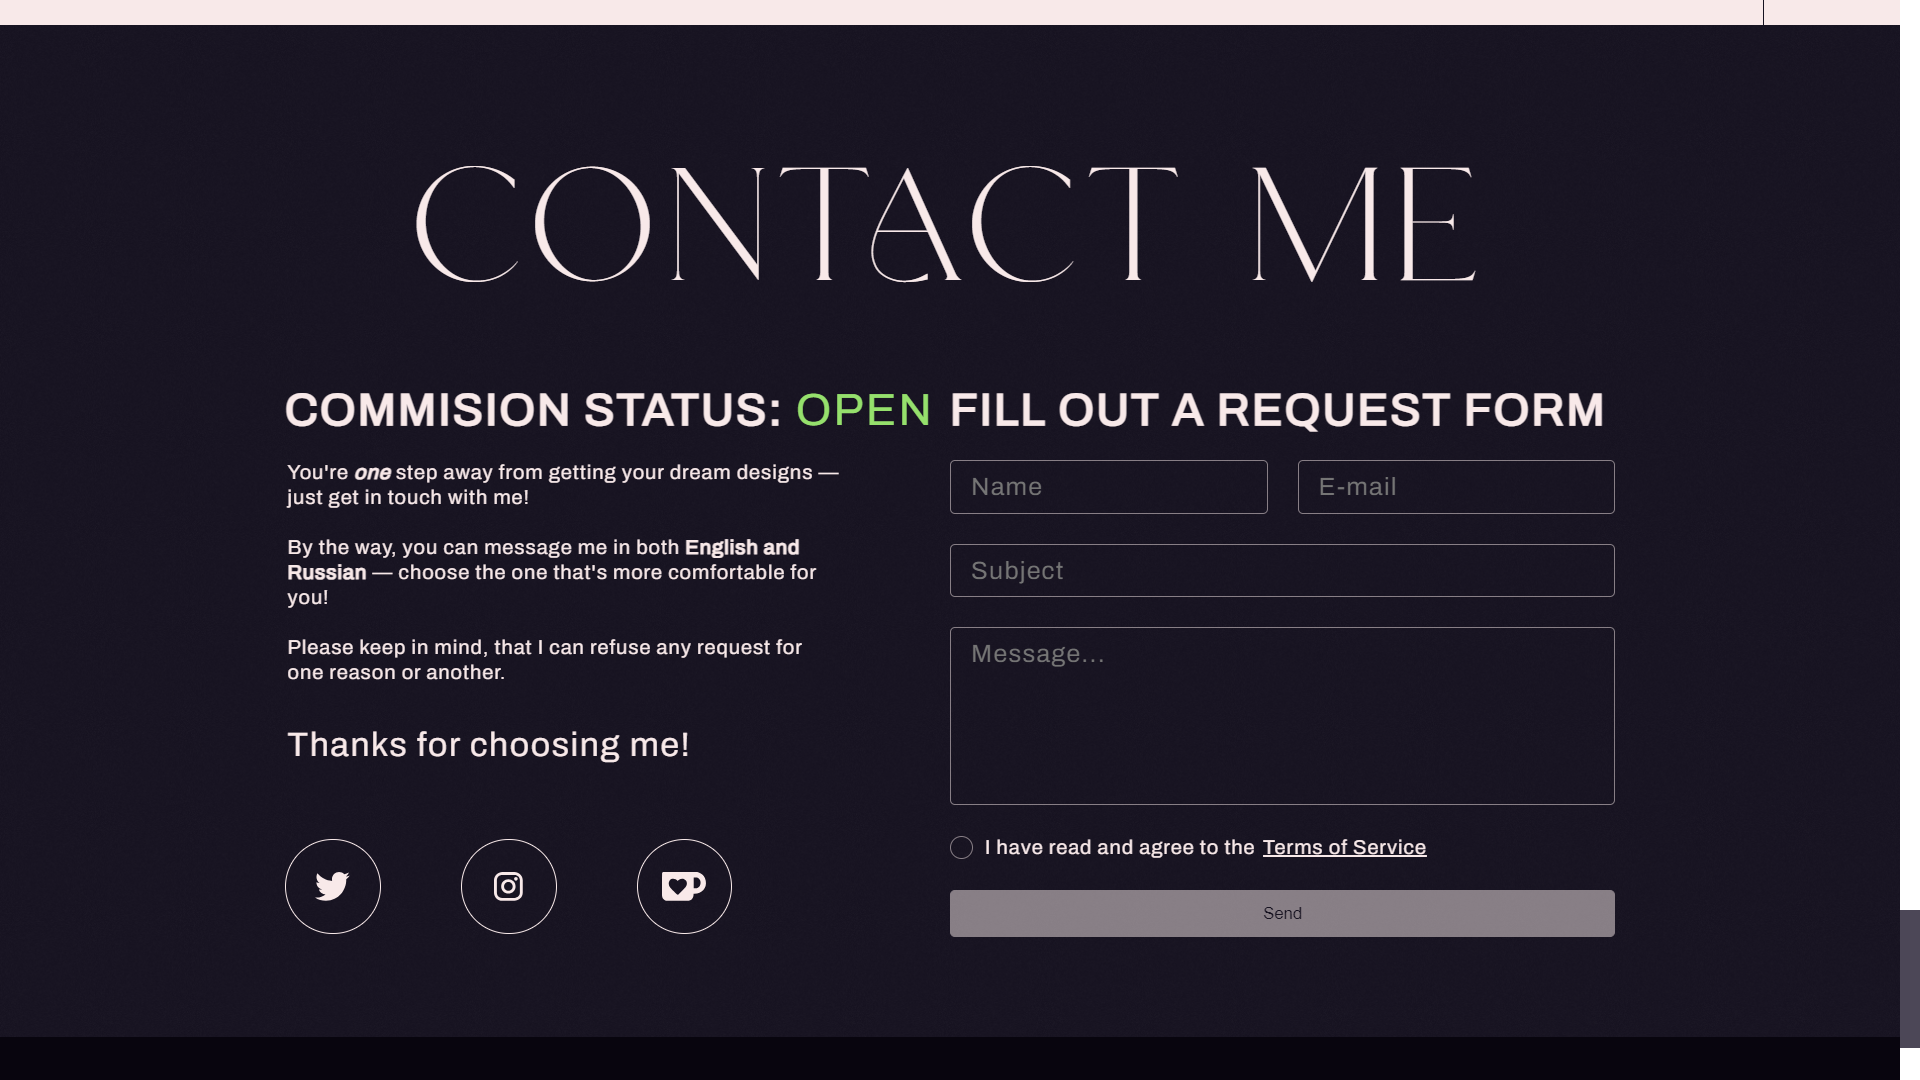 CONTACT ME
COMMISION STATUS: OPEN
You're one step away from getting your dream designs —
just get in touch with me!
By the way, you can message me in both English and
Russian — choose the one that's more comfortable for
you!
Please keep in mind, that I can refuse any request for
one reason or another.
Thanks for choosing me!
FILL OUT A REQUEST FORM
Name
E-mail
Subject
Message...
I have read and agree to the Terms of Service
Send